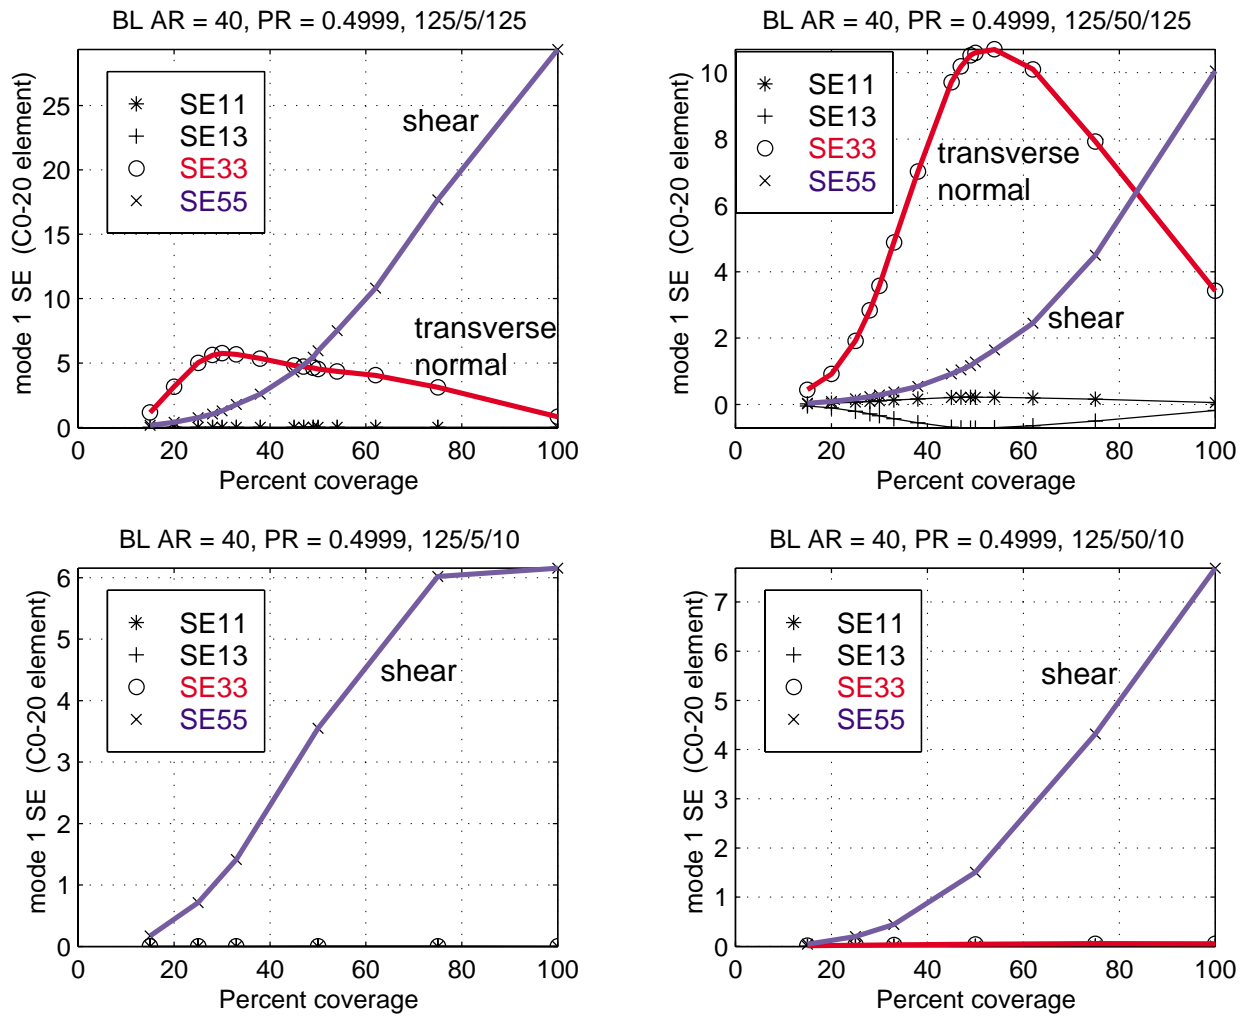 BL AR = 40, PR = 0.4999, 125/5/125
mode 1 SE (C0-20 element)
25
20
15
10
5
0
SE11
SE13
SE33
SE55
shear
transverse
normal
0 20 40 60 80 100
Percent coverage
BL AR = 40, PR = 0.4999, 125/50/125
mode 1 SE (C0-20 element)
10
8
6
4
2
0
SE11
SE13
SE33
SE55
transverse
normal
shear
0 20 40 60 80 100
Percent coverage
BL AR = 40, PR = 0.4999, 125/5/10
mode 1 SE (C0-20 element)
6
5
4
3
2
1
0
SE11
SE13
SE33
SE55
shear
0 20 40 60 80 100
Percent coverage
BL AR = 40, PR = 0.4999, 125/50/10
mode 1 SE (C0-20 element)
7
6
5
4
3
2
1
0
SE11
SE13
SE33
SE55
shear
0 20 40 60 80 100
Percent coverage